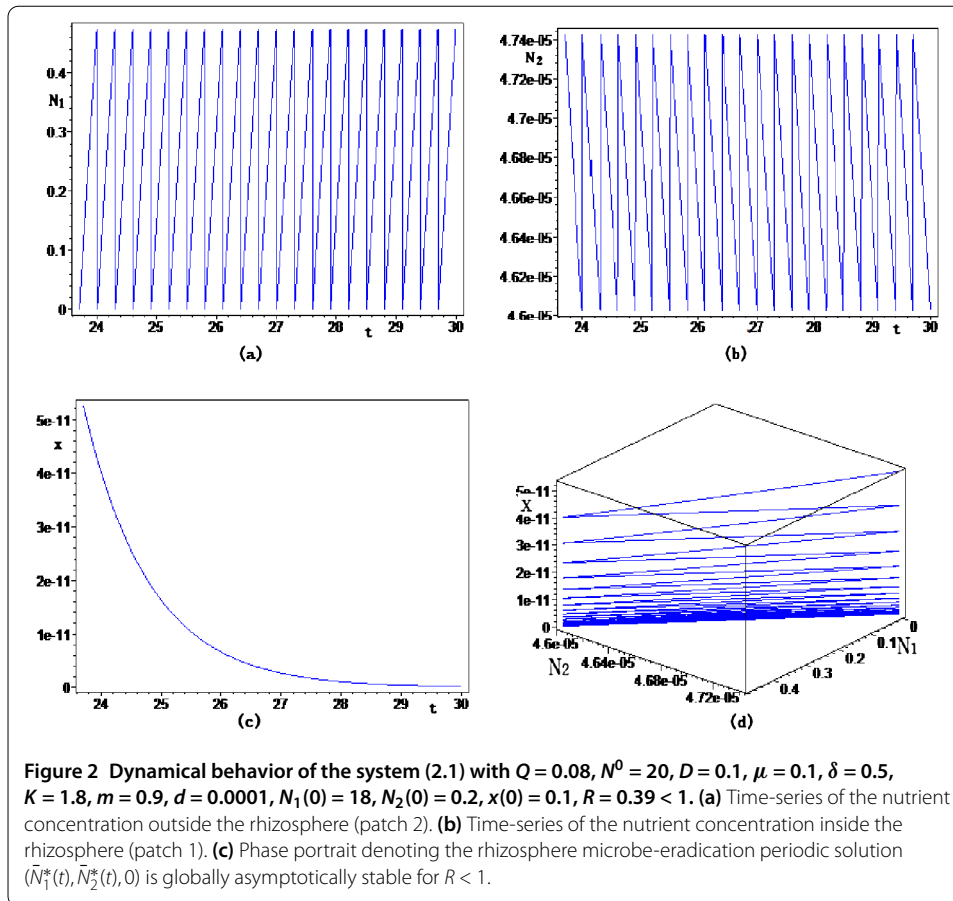 0.4
N₁
0.3
0.2
0.1
0
24 25 26 27 28 29 30
t
(a)
4.74e-05
N₂
4.72e-05
4.7e-05
4.68e-05
4.66e-05
4.64e-05
4.62e-05
4.6e-05
24 25 26 27 28 29 30
t
(b)
5e-11
x
4e-11
3e-11
2e-11
1e-11
0
24 25 26 27 28 29 30
t
(c)
5e-11
X
4e-11
3e-11
2e-11
1e-11
0
4.6e-05
4.64e-05
4.68e-05
4.72e-05
N₂
0.4
0.3
0.2
0.1
0
N₁
(d)
Figure 2 Dynamical behavior of the system (2.1) with Q = 0.08, N⁰ = 20, D = 0.1, μ = 0.1, δ = 0.5,
K = 1.8, m = 0.9, d = 0.0001, N₁(0) = 18, N₂(0) = 0.2, x(0) = 0.1, R = 0.39 < 1. (a) Time-series of the nutrient
concentration outside the rhizosphere (patch 2). (b) Time-series of the nutrient concentration inside the
rhizosphere (patch 1). (c) Phase portrait denoting the rhizosphere microbe-eradication periodic solution
(N̄₁*(t), N̄₂*(t), 0) is globally asymptotically stable for R < 1.